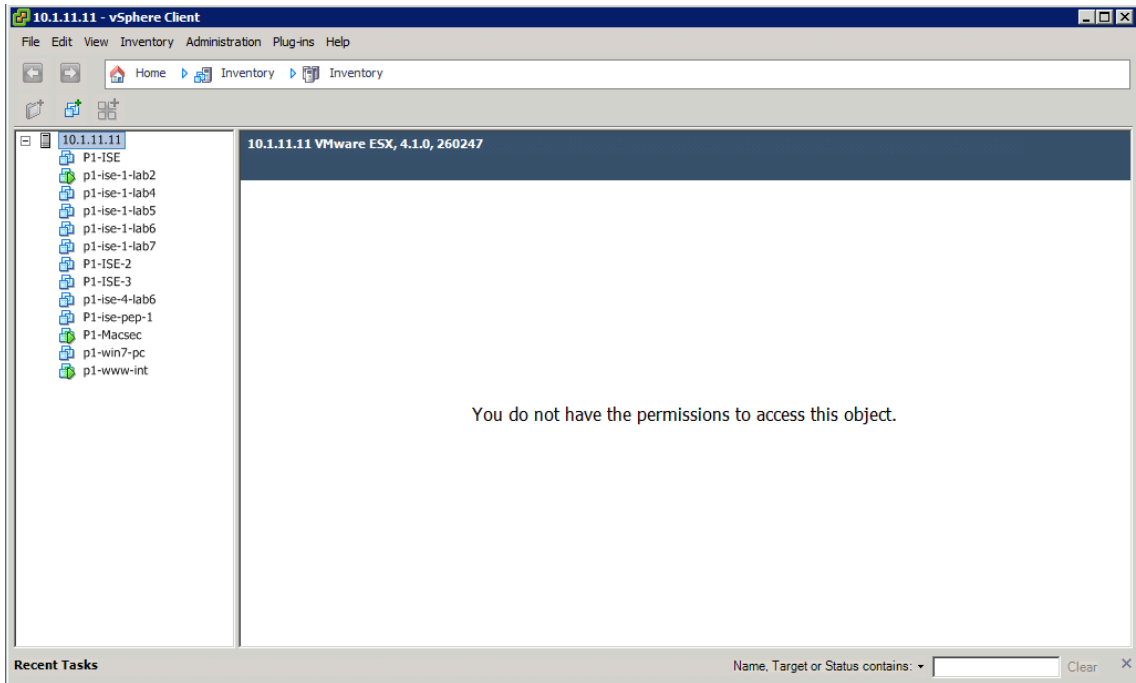 10.1.11.11 - vSphere Client
File Edit View Inventory Administration Plug-ins Help
Home Inventory Inventory
10.1.11.11
P1-ISE
p1-ise-1-lab2
p1-ise-1-lab4
p1-ise-1-lab5
p1-ise-1-lab6
p1-ise-1-lab7
P1-ISE-2
P1-ISE-3
p1-ise-4-lab6
P1-ise-pep-1
P1-Macsec
p1-win7-pc
p1-www-int
10.1.11.11 VMware ESX, 4.1.0, 260247
You do not have the permissions to access this object.
Recent Tasks
Name, Target or Status contains: Clear